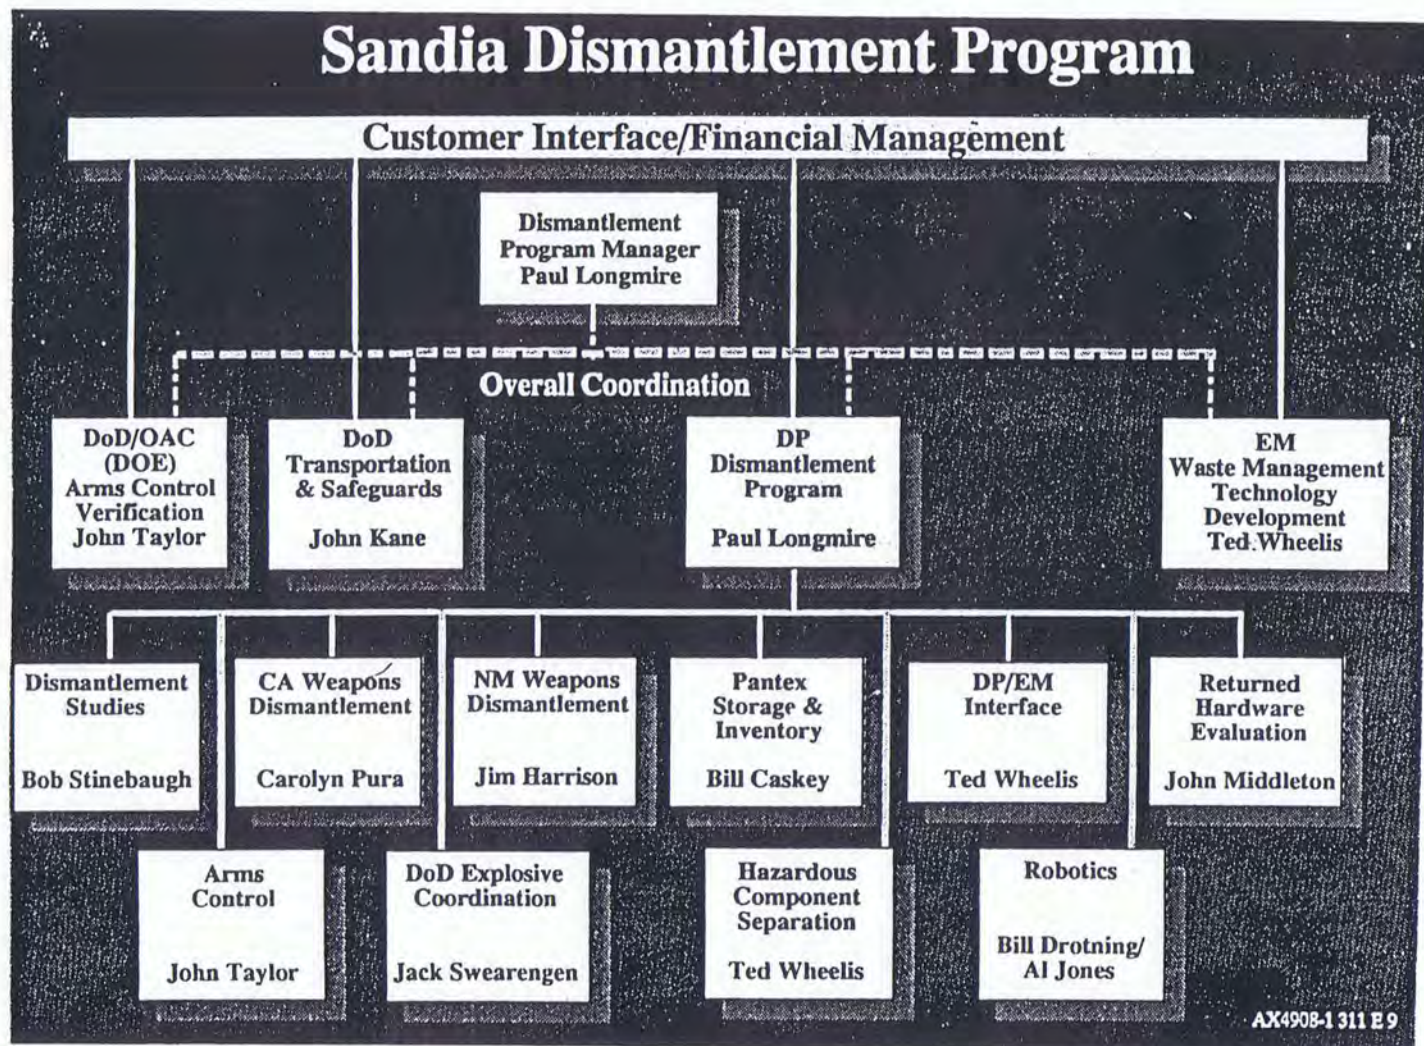 Sandia Dismantlement Program
Customer Interface/Financial Management
Dismantlement
Program Manager
Paul Longmire
Overall Coordination
DoD/OAC
(DOE)
Arms Control
Verification
John Taylor
DoD
Transportation
& Safeguards
John Kane
DP
Dismantlement
Program
Paul Longmire
EM
Waste Management
Technology
Development
Ted Wheelis
Dismantlement
Studies
Bob Stinebaugh
CA Weapons
Dismantlement
Carolyn Pura
NM Weapons
Dismantlement
Jim Harrison
Pantex
Storage &
Inventory
Bill Caskey
DP/EM
Interface
Ted Wheelis
Returned
Hardware
Evaluation
John Middleton
Arms
Control
John Taylor
DoD Explosive
Coordination
Jack Swearengen
Hazardous
Component
Separation
Ted Wheelis
Robotics
Bill Drotning/
Al Jones
AX4908-1 311 E 9